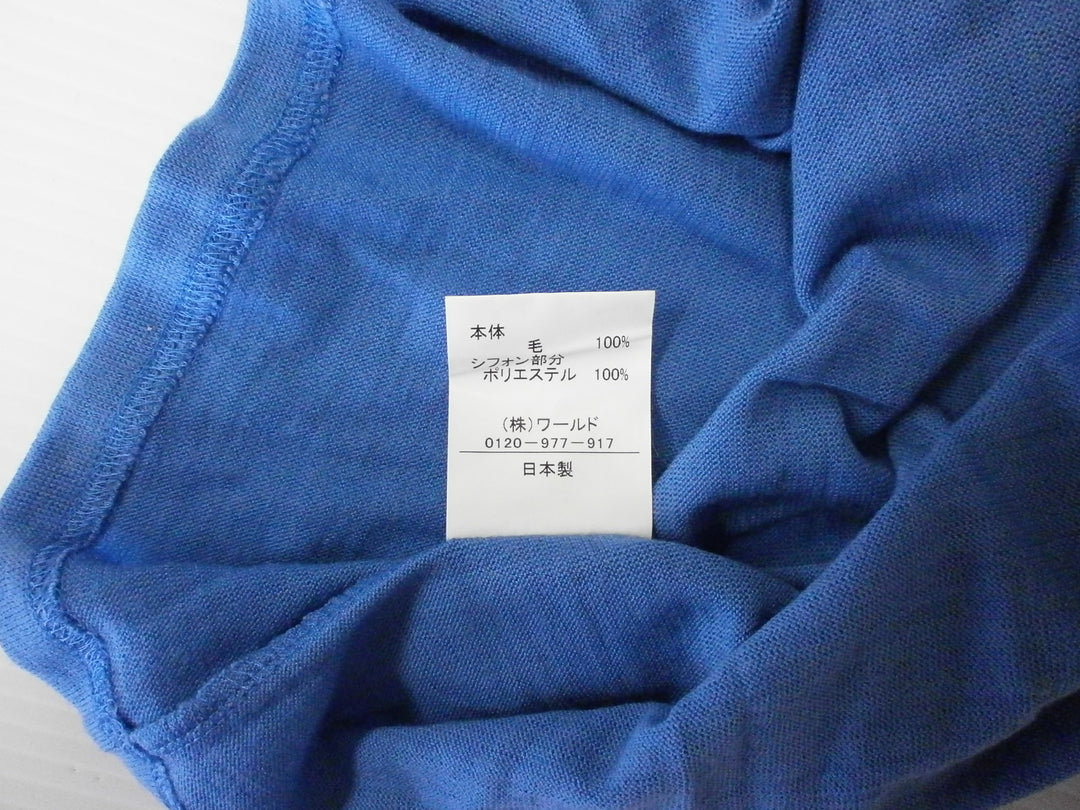 本体
毛 100%
シフォン部分
ポリエステル 100%
(株)ワールド
0120-977-917
日本製